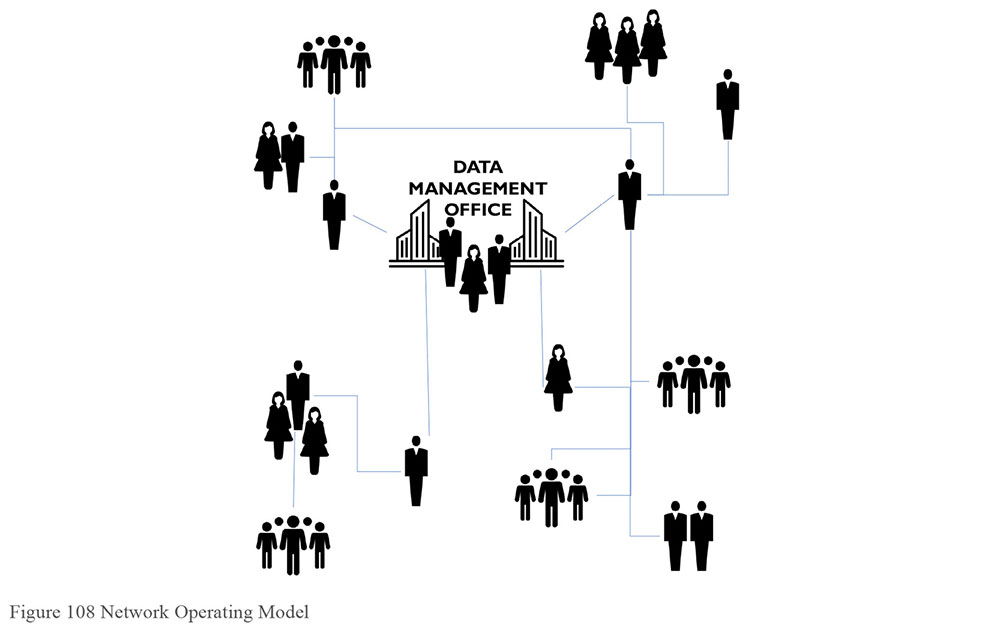 DATA
MANAGEMENT
OFFICE
Figure 108 Network Operating Model